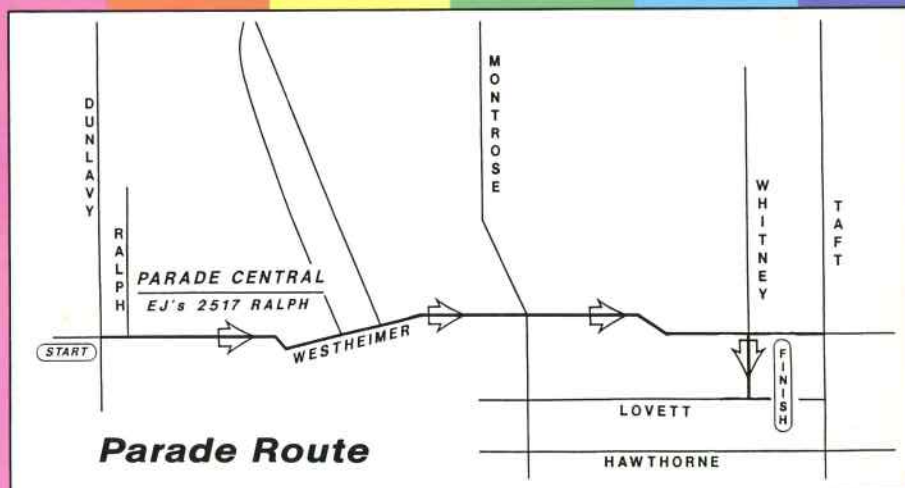 DUNLAVY
RALPH
PARADE CENTRAL
EJ's 2517 RALPH
START
WESTHEIMER
MONTROSE
WHITNEY
TAFT
FINISH
LOVETT
HAWTHORNE
Parade Route